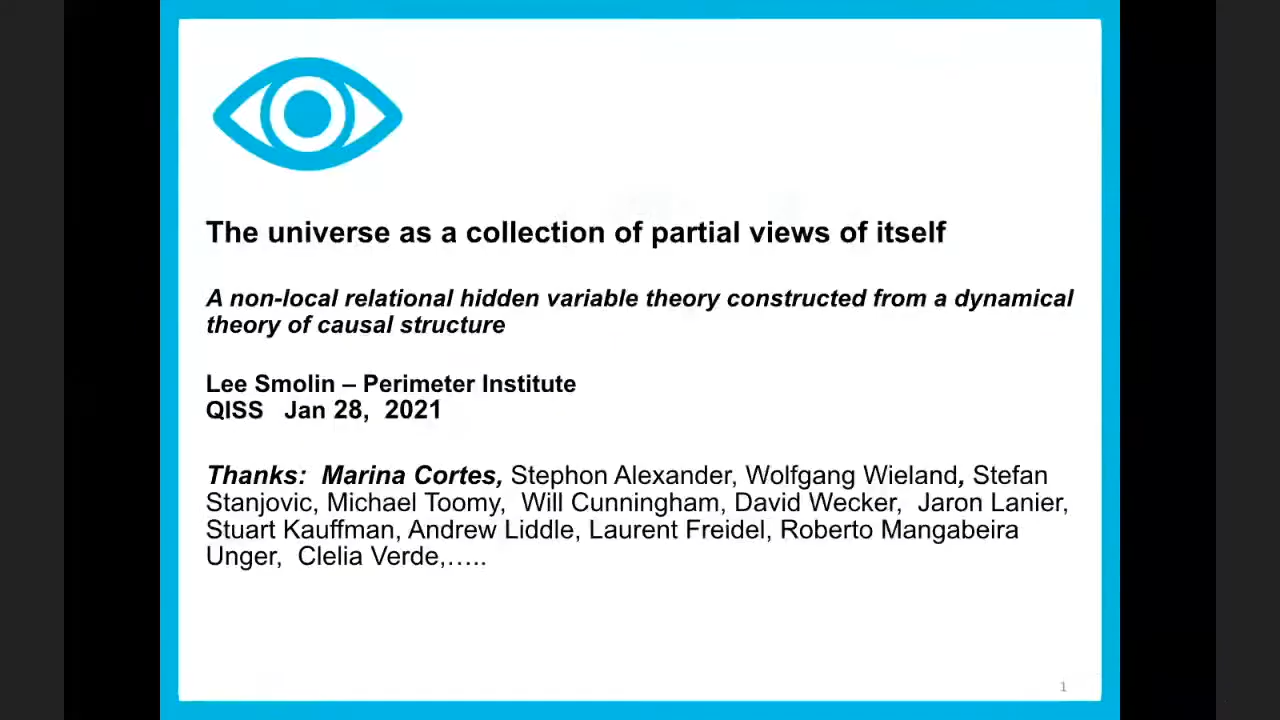 The universe as a collection of partial views of itself
A non-local relational hidden variable theory constructed from a dynamical
theory of causal structure
Lee Smolin – Perimeter Institute
QISS   Jan 28,  2021
Thanks:  Marina Cortes, Stephon Alexander, Wolfgang Wieland, Stefan
Stanjovic, Michael Toomy,  Will Cunningham, David Wecker,  Jaron Lanier,
Stuart Kauffman, Andrew Liddle, Laurent Freidel, Roberto Mangabeira
Unger,  Clelia Verde,…..
1